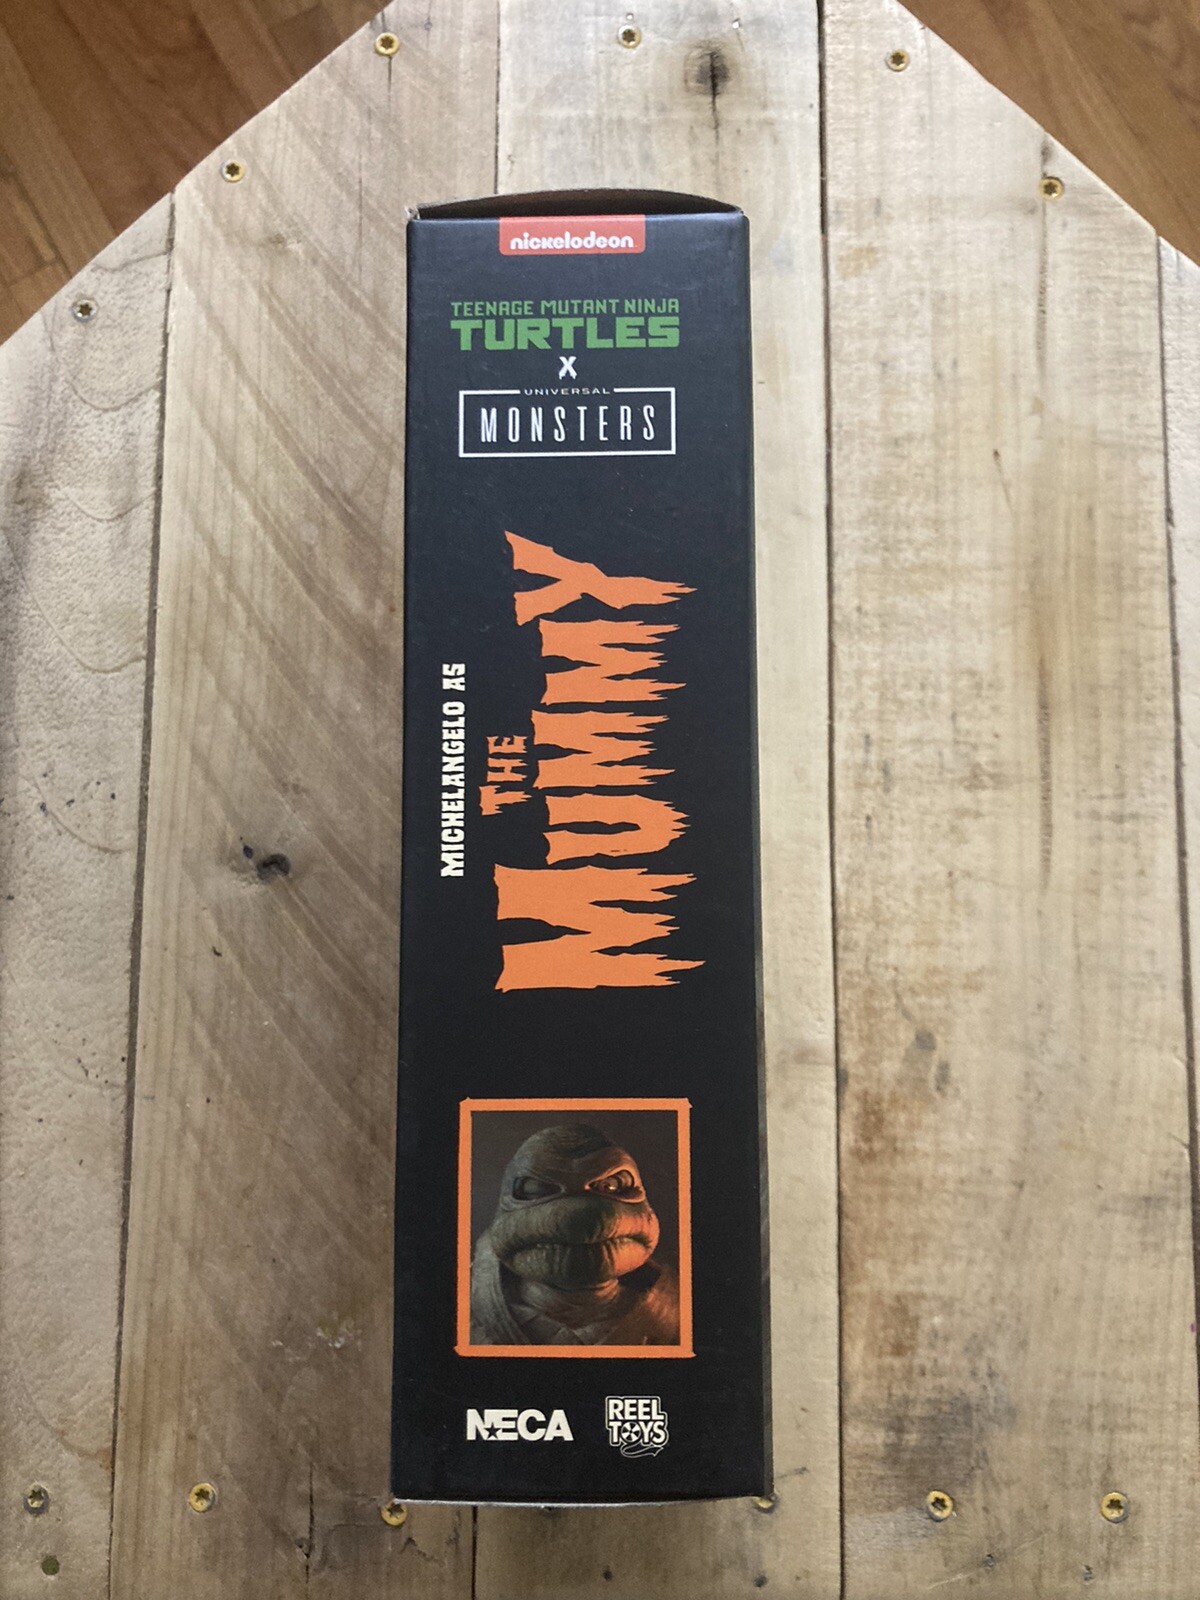 nickelodeon
TEENAGE MUTANT NINJA
TURTLES
X
UNIVERSAL
MONSTERS
MICHELANGELO AS
THE
MUMMY
NECA
REEL
TOYS